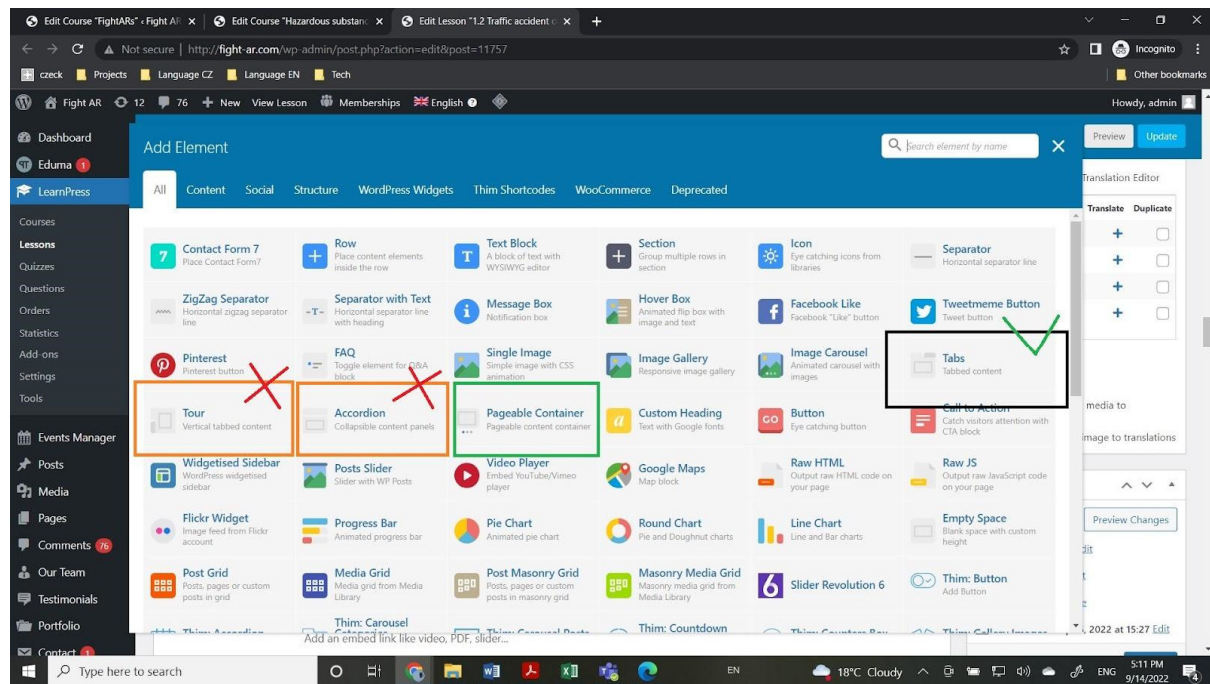 Edit Course "FightARs" ‹ Fight AR
Edit Course "Hazardous substanc
Edit Lesson "1.2 Traffic accident o
Not secure | http://fight-ar.com/wp-admin/post.php?action=edit&post=11757
Incognito
czeck
Projects
Language CZ
Language EN
Tech
Other bookmarks
Fight AR
12
76
New
View Lesson
Memberships
English
Howdy, admin
Dashboard
Eduma 1
LearnPress
Courses
Lessons
Quizzes
Questions
Orders
Statistics
Add-ons
Settings
Tools
Events Manager
Posts
Media
Pages
Comments 76
Our Team
Testimonials
Portfolio
Contact 1
Add Element
Search element by name
Preview
Update
All
Content
Social
Structure
WordPress Widgets
Thim Shortcodes
WooCommerce
Deprecated
Translation Editor
Translate Duplicate
Contact Form 7
Place Contact Form7
Row
Place content elements
inside the row
Text Block
A block of text with
WYSIWYG editor
Section
Group multiple rows in
section
Icon
Eye catching icons from
libraries
Separator
Horizontal separator line
ZigZag Separator
Horizontal zigzag separator
line
Separator with Text
Horizontal separator line
with heading
Message Box
Notification box
Hover Box
Animated flip box with
image and text
Facebook Like
Facebook "Like" button
Tweetmeme Button
Tweet button
Pinterest
Pinterest button
FAQ
Toggle element for Q&A
block
Single Image
Simple image with CSS
animation
Image Gallery
Responsive image gallery
Image Carousel
Animated carousel with
images
Tabs
Tabbed content
Tour
Vertical tabbed content
Accordion
Collapsible content panels
Pageable Container
Pageable content container
Custom Heading
Text with Google fonts
Button
Eye catching button
Call to Action
Catch visitors attention with
CTA block
media to
image to translations
Widgetised Sidebar
WordPress widgetised
sidebar
Posts Slider
Slider with WP Posts
Video Player
Embed YouTube/Vimeo
player
Google Maps
Map block
Raw HTML
Output raw HTML code on
your page
Raw JS
Output raw JavaScript code
on your page
Flickr Widget
Image feed from Flickr
account
Progress Bar
Animated progress bar
Pie Chart
Animated pie chart
Round Chart
Pie and Doughnut charts
Line Chart
Line and Bar charts
Empty Space
Blank space with custom
height
Preview Changes
Post Grid
Posts, pages or custom
posts in grid
Media Grid
Media grid from Media
Library
Post Masonry Grid
Posts, pages or custom
posts in masonry grid
Masonry Media Grid
Masonry media grid from
Media Library
Slider Revolution 6
Thim: Button
Add Button
Thim: Accordion
Thim: Carousel
Categories
Thim: Carousel Posts
Thim: Countdown
Thim: Counters Box
Thim: Gallery Images
, 2022 at 15:27 Edit
Add an embed link like video, PDF, slider...
Type here to search
EN
18°C Cloudy
ENG
5:11 PM
9/14/2022
4